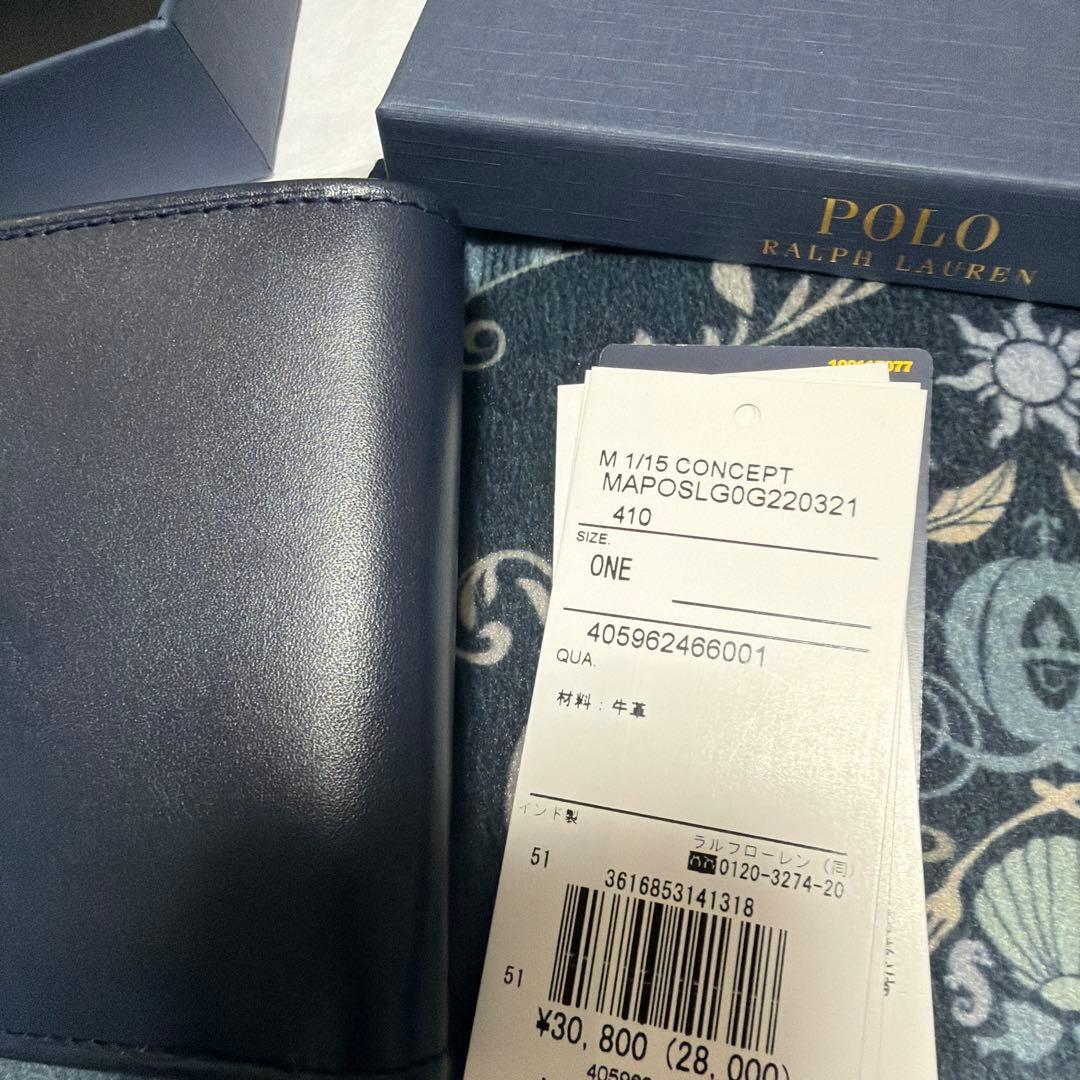 POLO
RALPH LAUREN
M 1/15 CONCEPT
MAPOSLG0G220321
410
SIZE.
ONE
405962466001
QUA.
材料：牛革
インド製
ラルフローレン（同）
0120-3274-20
51
3616853141318
51
¥30,800 (28,000)